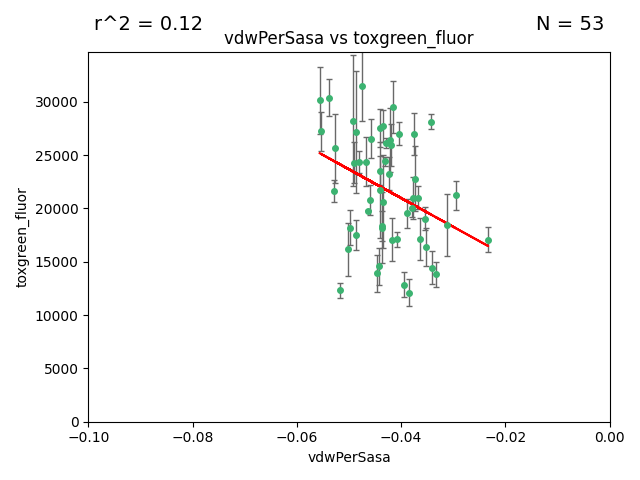 r^2 = 0.12
N = 53
vdwPerSasa vs toxgreen_fluor
30000
25000
20000
15000
10000
5000
0
toxgreen_fluor
−0.10
−0.08
−0.06
−0.04
−0.02
0.00
vdwPerSasa